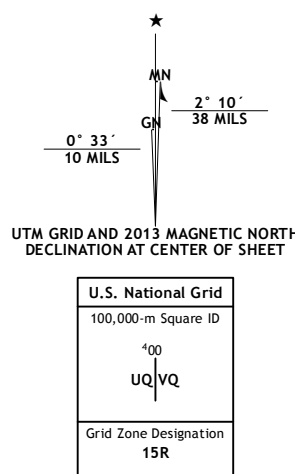 ★
MN
2° 10´
38 MILS
GN
0° 33´
10 MILS
UTM GRID AND 2013 MAGNETIC NORTH
DECLINATION AT CENTER OF SHEET
U.S. National Grid
100,000-m Square ID
⁴00
UQ VQ
Grid Zone Designation
15R